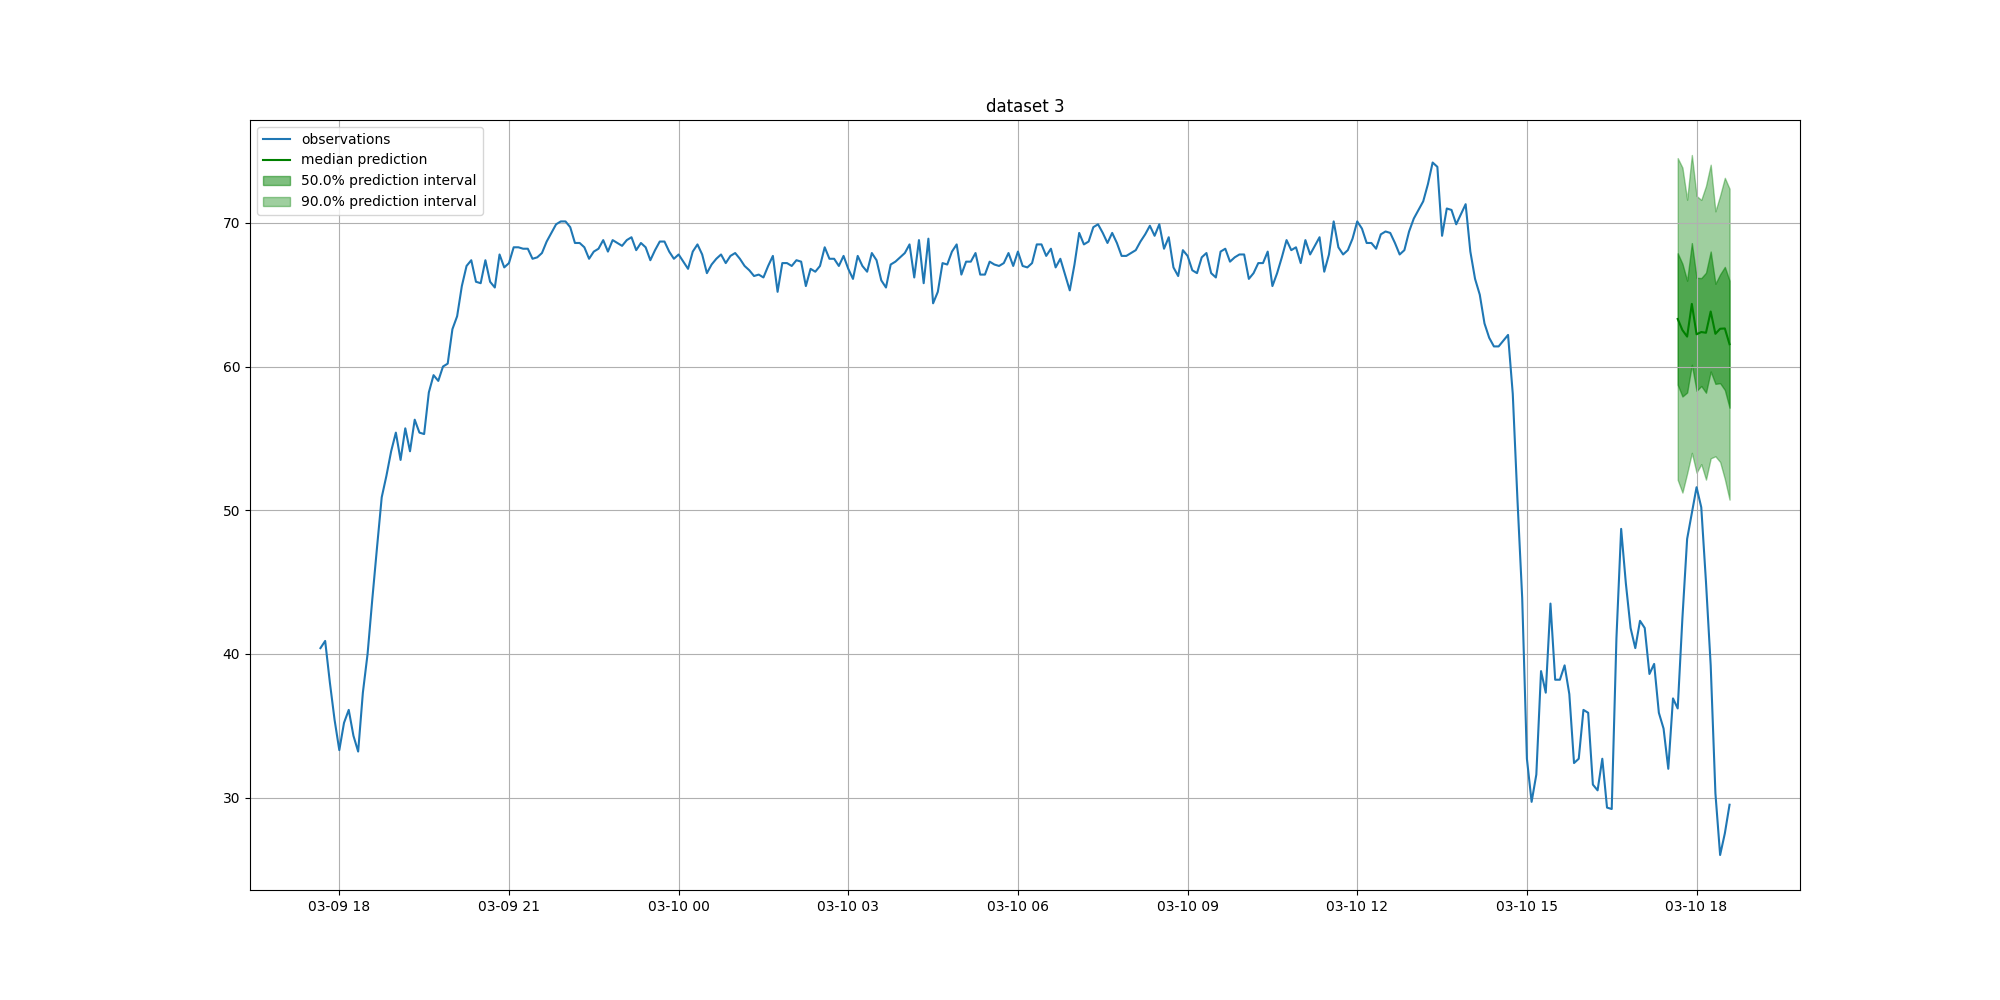 dataset 3
observations
median prediction
50.0% prediction interval
90.0% prediction interval
70
60
50
40
30
03-09 18
03-09 21
03-10 00
03-10 03
03-10 06
03-10 09
03-10 12
03-10 15
03-10 18